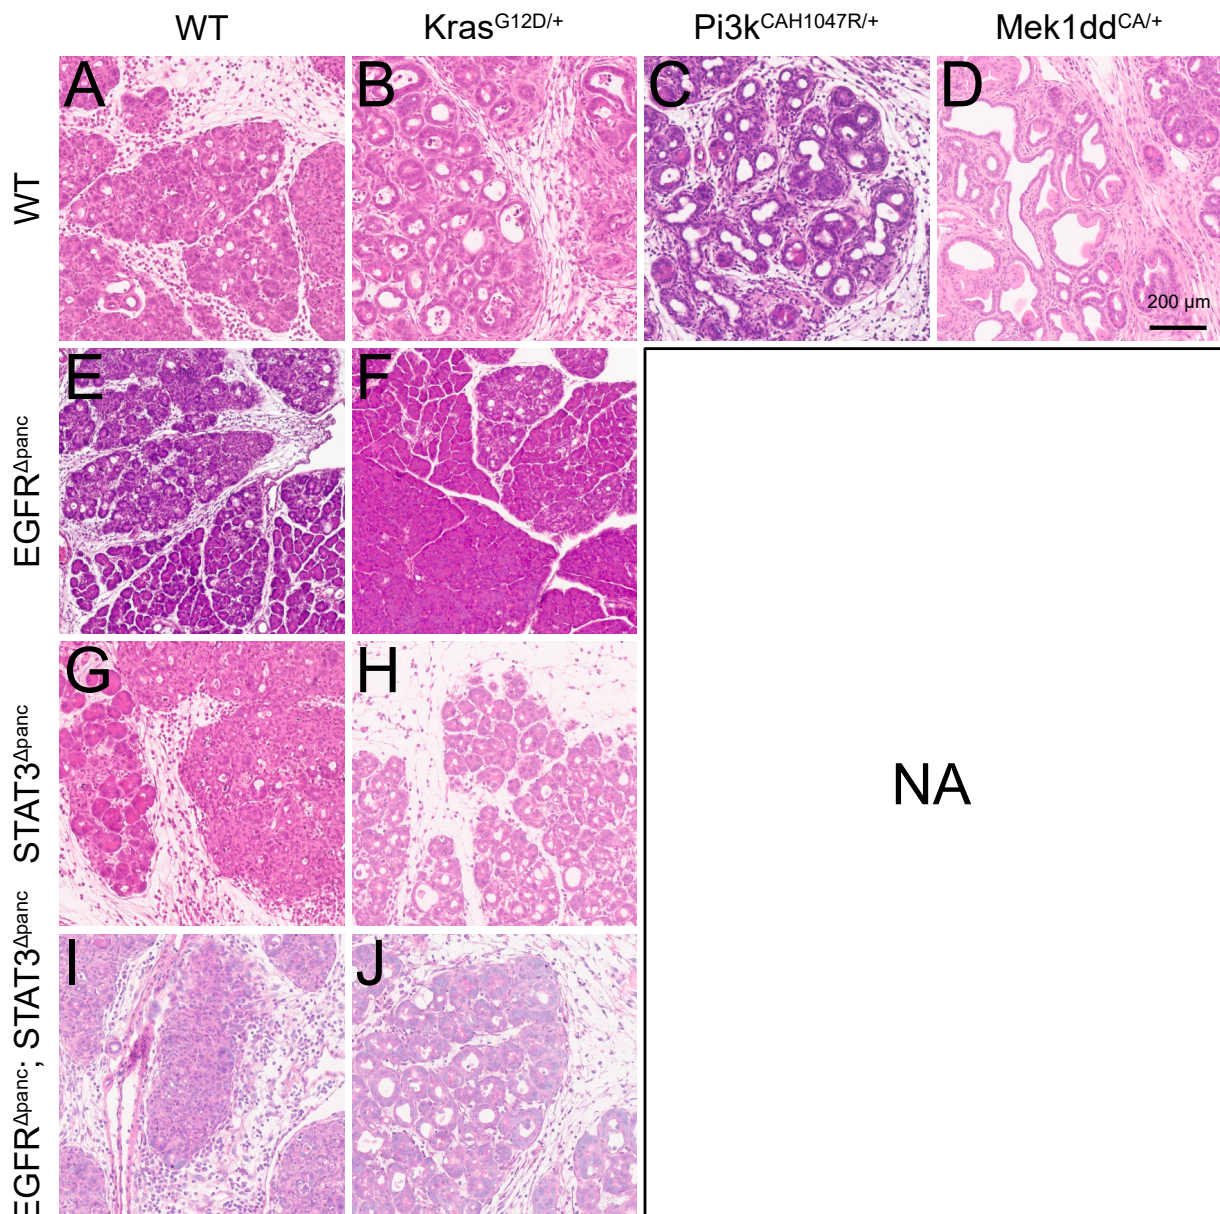 WT Kras^G12D/+ Pi3k^CAH1047R/+ Mek1dd^CA/+
WT
A B C D
200 µm
EGFR^Δpanc
E F
STAT3^Δpanc
G H
NA
EGFR^Δpanc; STAT3^Δpanc
I J